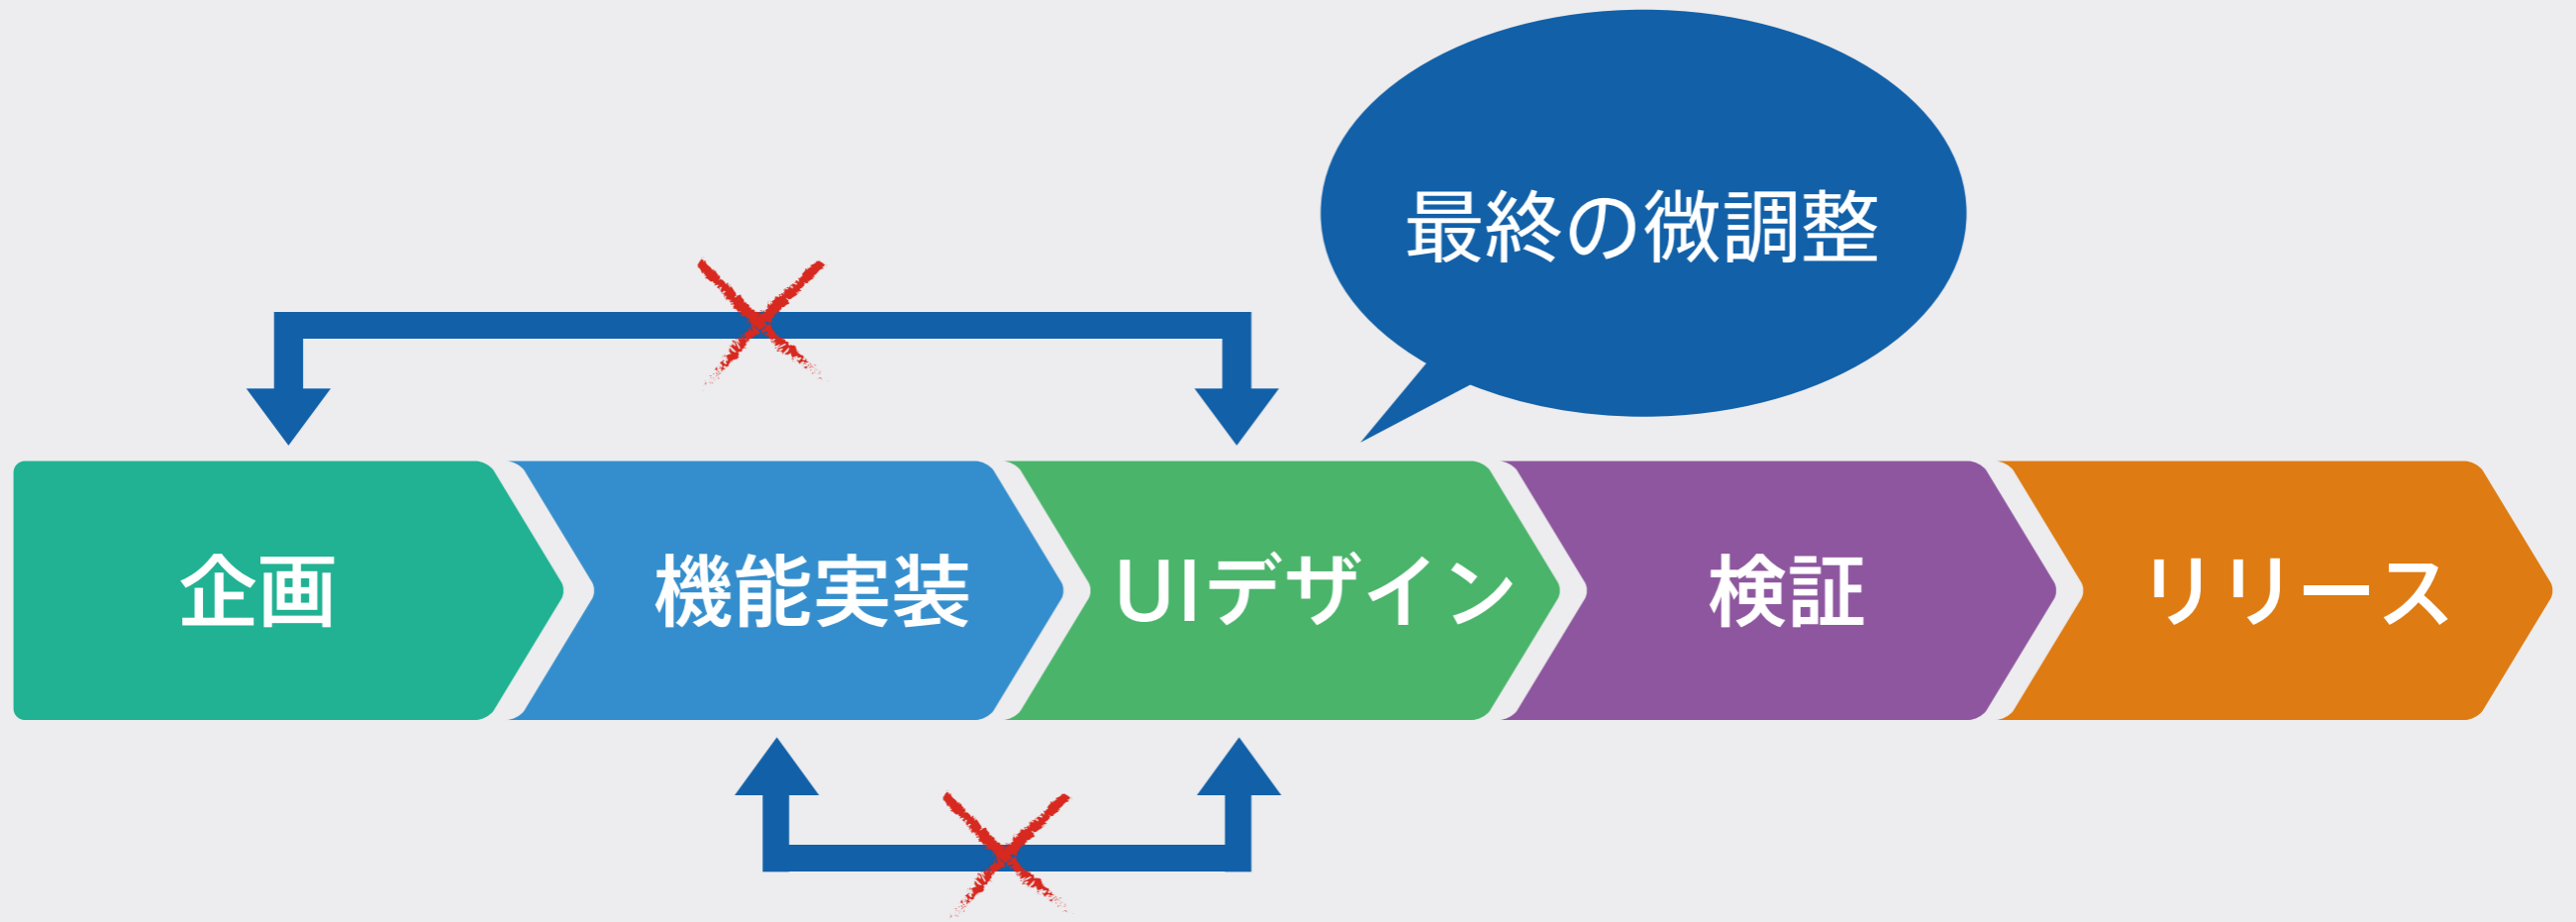 最終の微調整
企画
機能実装
UIデザイン
検証
リリース